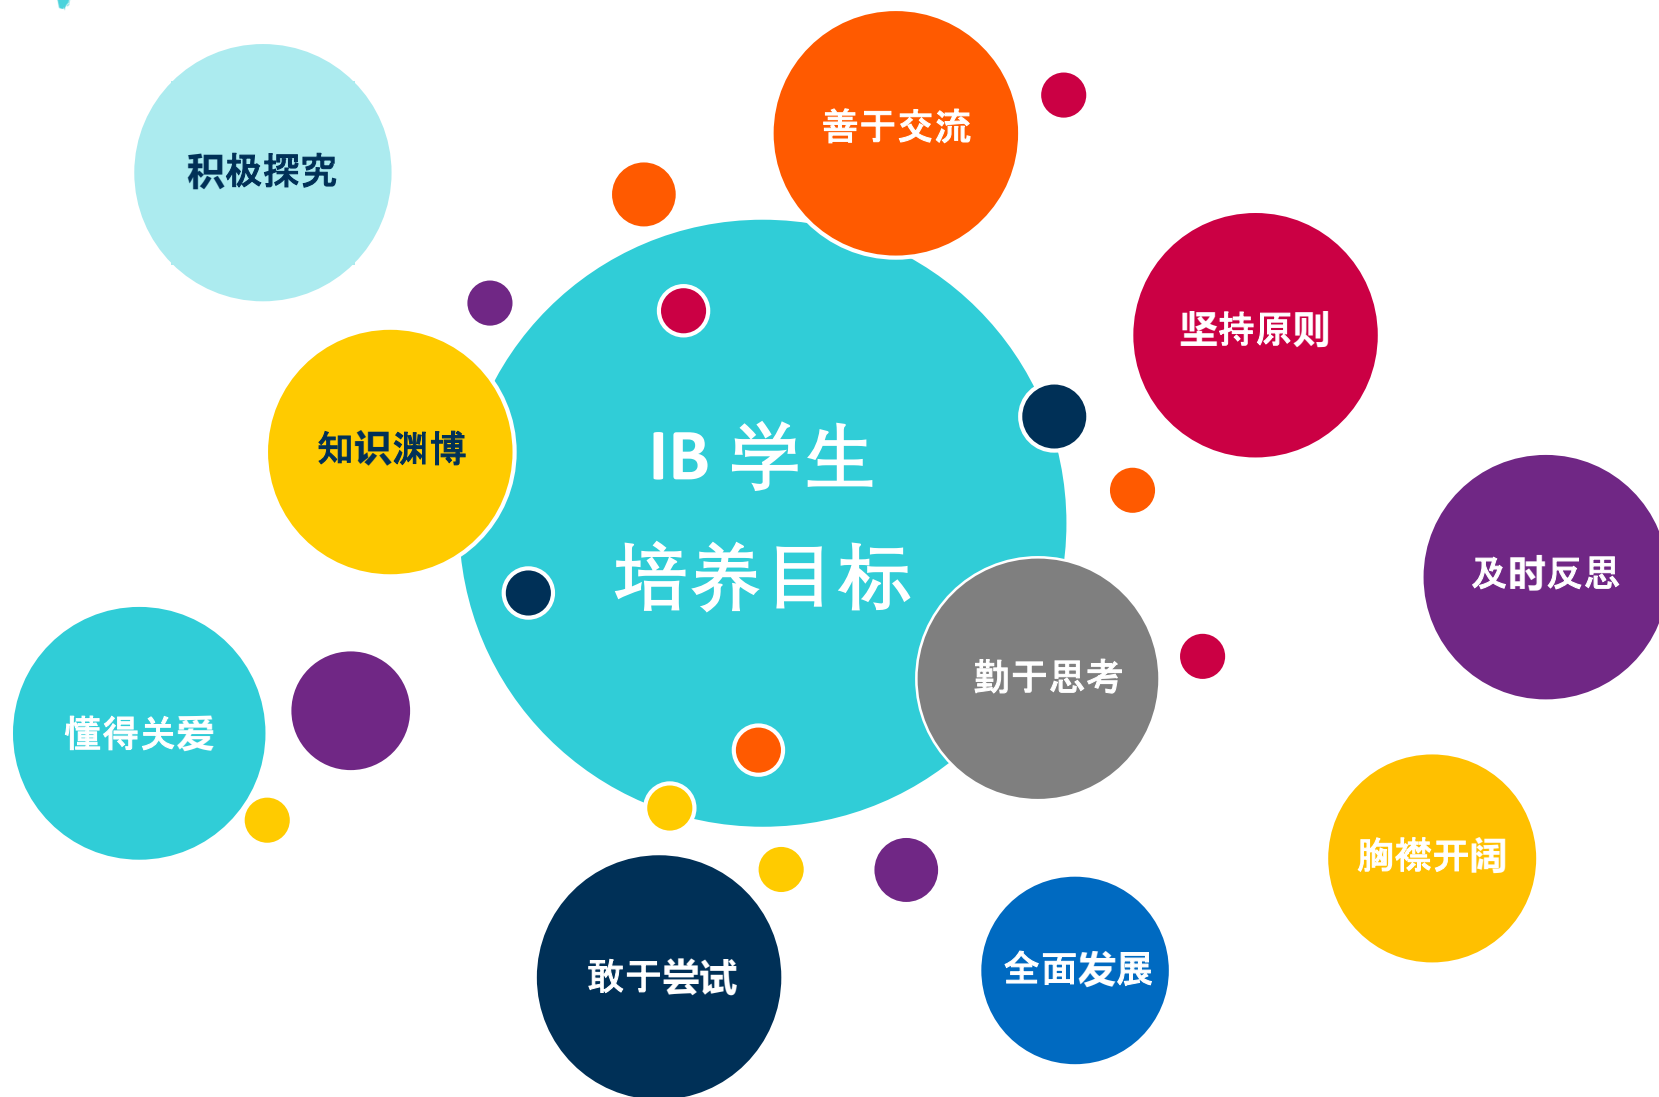 善于交流
积极探究
坚持原则
知识渊博
IB 学生
培养目标
及时反思
勤于思考
懂得关爱
胸襟开阔
全面发展
敢于尝试